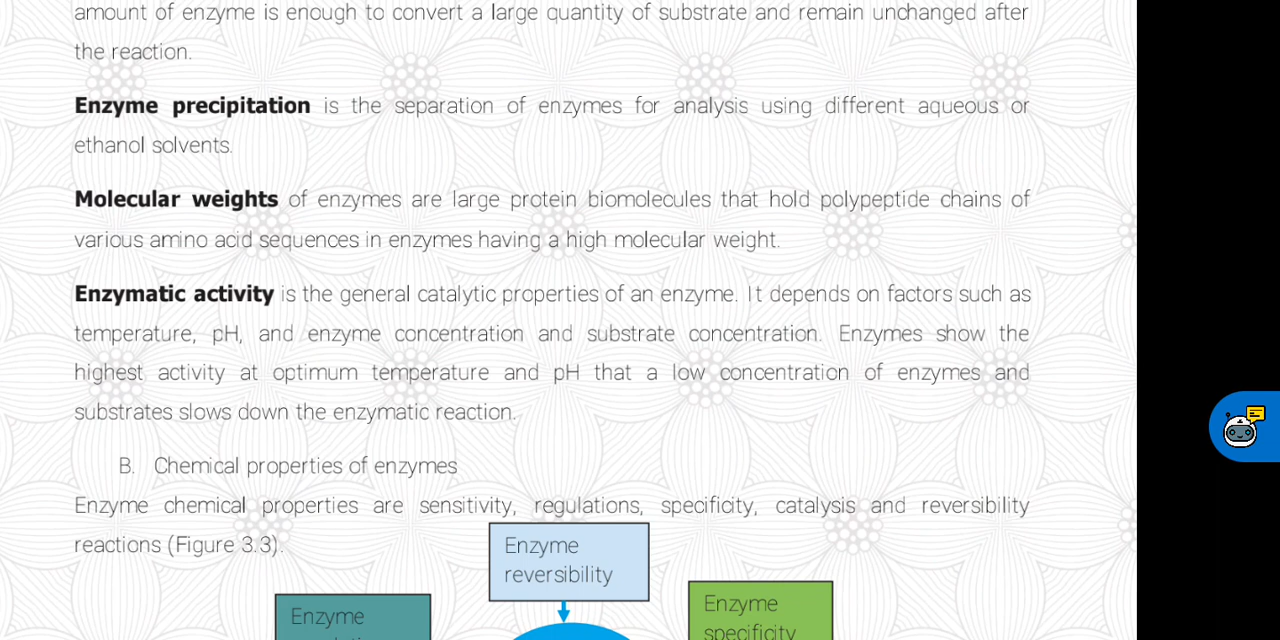 amount of enzyme is enough to convert a large quantity of substrate and remain unchanged after
the reaction.
Enzyme precipitation is the separation of enzymes for analysis using different aqueous or
ethanol solvents.
Molecular weights of enzymes are large protein biomolecules that hold polypeptide chains of
various amino acid sequences in enzymes having a high molecular weight.
Enzymatic activity is the general catalytic properties of an enzyme. It depends on factors such as
temperature, pH, and enzyme concentration and substrate concentration. Enzymes show the
highest activity at optimum temperature and pH that a low concentration of enzymes and
substrates slows down the enzymatic reaction.
B. Chemical properties of enzymes
Enzyme chemical properties are sensitivity, regulations, specificity, catalysis and reversibility
reactions (Figure 3.3).
Enzyme
reversibility
Enzyme
specificity
Enzyme